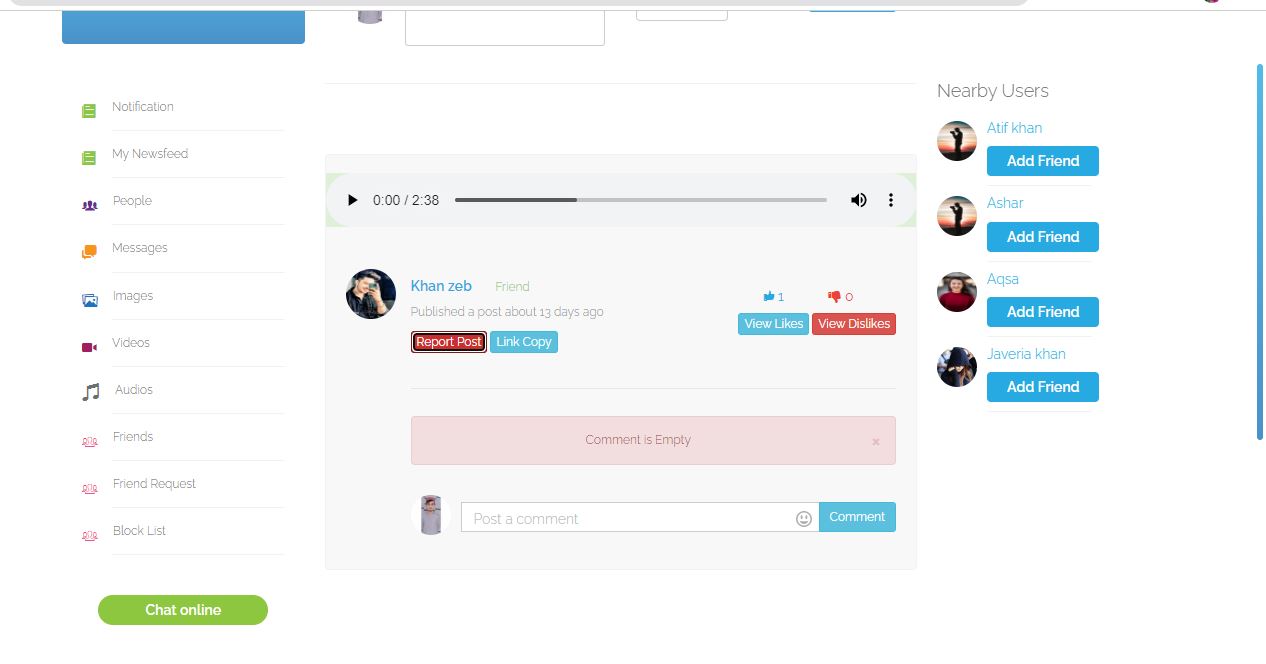 Notification
My Newsfeed
People
Messages
Images
Videos
Audios
Friends
Friend Request
Block List
Chat online
0:00 / 2:38
Khan zeb Friend
Published a post about 13 days ago
Report Post Link Copy
1 0
View Likes View Dislikes
Comment is Empty ×
Post a comment Comment
Nearby Users
Atif khan
Add Friend
Ashar
Add Friend
Aqsa
Add Friend
Javeria khan
Add Friend